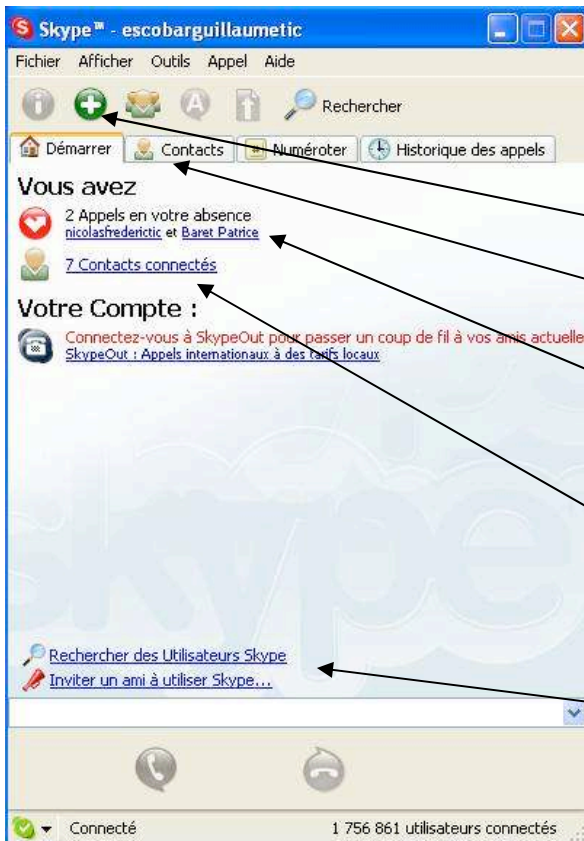 Skype™ - escobarguillaumetic
Fichier Afficher Outils Appel Aide
Rechercher
Démarrer Contacts Numéroter Historique des appels
Vous avez
2 Appels en votre absence
nicolasfrederictic et Baret Patrice
7 Contacts connectés
Votre Compte :
Connectez-vous à SkypeOut pour passer un coup de fil à vos amis actuelle
SkypeOut : Appels internationaux à des tarifs locaux
skype
Rechercher des Utilisateurs Skype
Inviter un ami à utiliser Skype...
Connecté 1 756 861 utilisateurs connectés